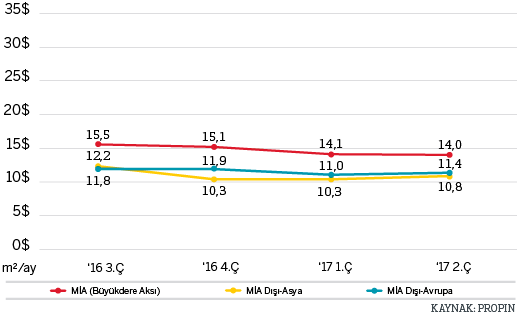 35$
30$
25$
20$
15$
10$
5$
0$
15,5
15,1
14,1
14,0
12,2
11,9
11,0
11,4
11,8
10,3
10,3
10,8
m²/ay
'16 3.Ç
'16 4.Ç
'17 1.Ç
'17 2.Ç
MİA (Büyükdere Aksı)
MİA Dışı-Asya
MİA Dışı-Avrupa
KAYNAK: PROPIN